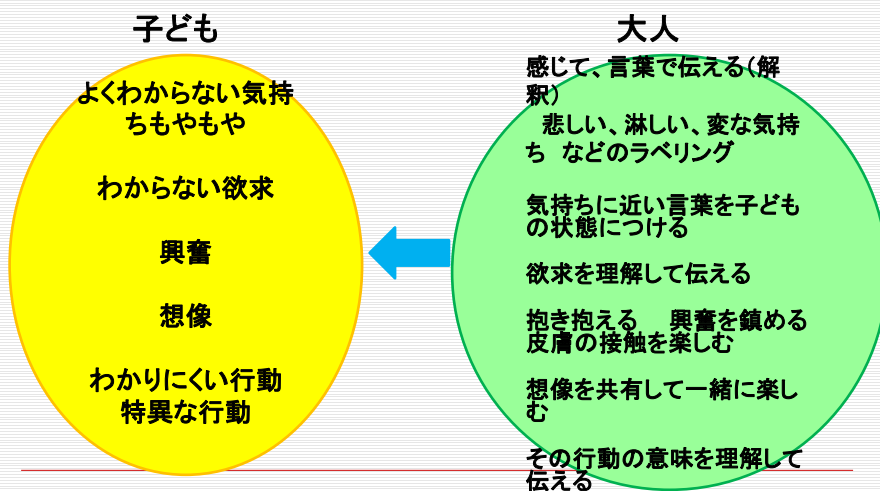 子ども
よくわからない気持
ちもやもや
わからない欲求
興奮
想像
わかりにくい行動
特異な行動
大人
感じて、言葉で伝える（解
釈）
悲しい、淋しい、変な気持
ち　などのラベリング
気持ちに近い言葉を子ども
の状態につける
欲求を理解して伝える
抱き抱える　興奮を鎮める
皮膚の接触を楽しむ
想像を共有して一緒に楽し
む
その行動の意味を理解して
伝える